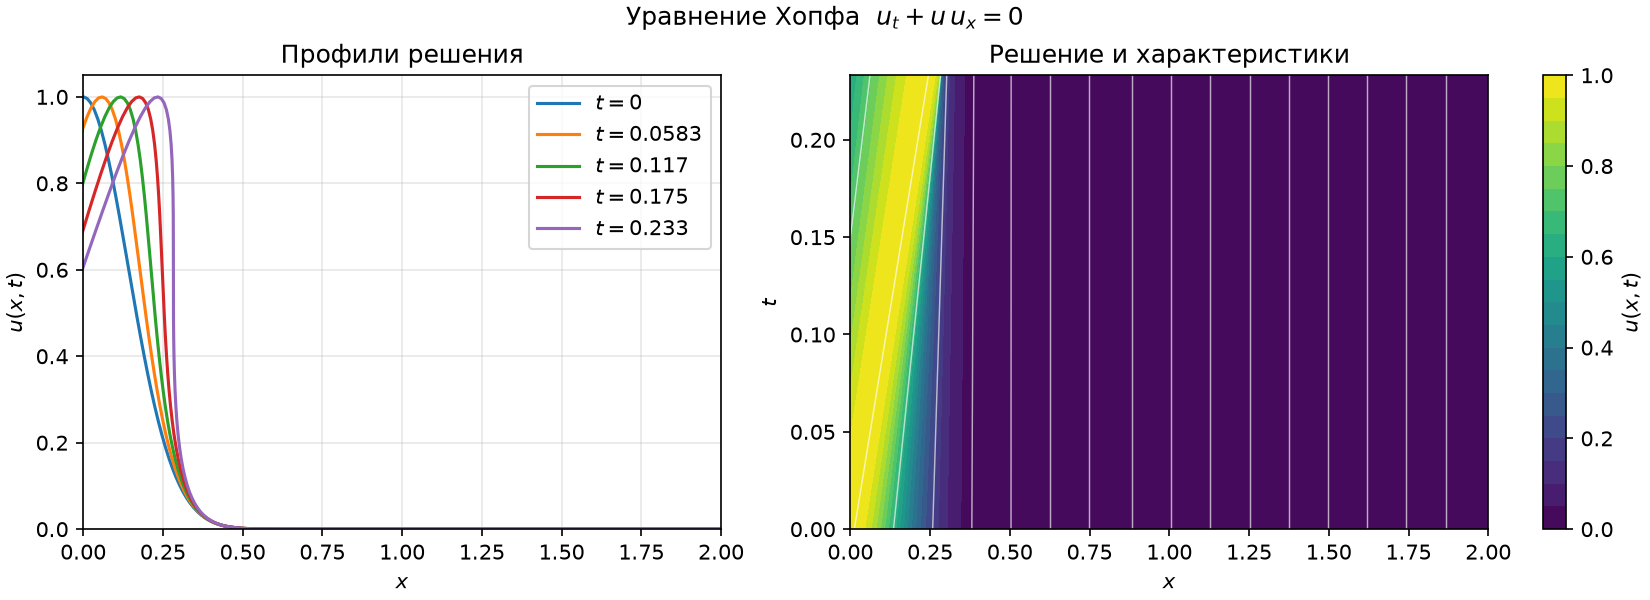 Уравнение Хопфа u_t + u u_x = 0
Профили решения
1.0
0.8
0.6
0.4
0.2
0.0
u(x, t)
0.00 0.25 0.50 0.75 1.00 1.25 1.50 1.75 2.00
x
t = 0
t = 0.0583
t = 0.117
t = 0.175
t = 0.233
Решение и характеристики
0.20
0.15
0.10
0.05
0.00
t
0.00 0.25 0.50 0.75 1.00 1.25 1.50 1.75 2.00
x
1.0
0.8
0.6
0.4
0.2
0.0
u(x, t)